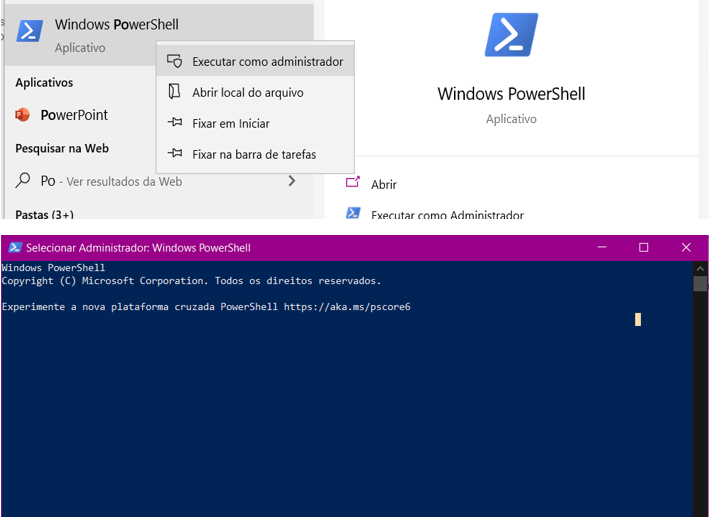 Windows PowerShell
Aplicativo
Aplicativos
PowerPoint
Pesquisar na Web
Po - Ver resultados da Web
Pastas (3+)
Executar como administrador
Abrir local do arquivo
Fixar em Iniciar
Fixar na barra de tarefas
Windows PowerShell
Aplicativo
Abrir
Executar como Administrador
Selecionar Administrador: Windows PowerShell
Windows PowerShell
Copyright (C) Microsoft Corporation. Todos os direitos reservados.
Experimente a nova plataforma cruzada PowerShell https://aka.ms/pscore6